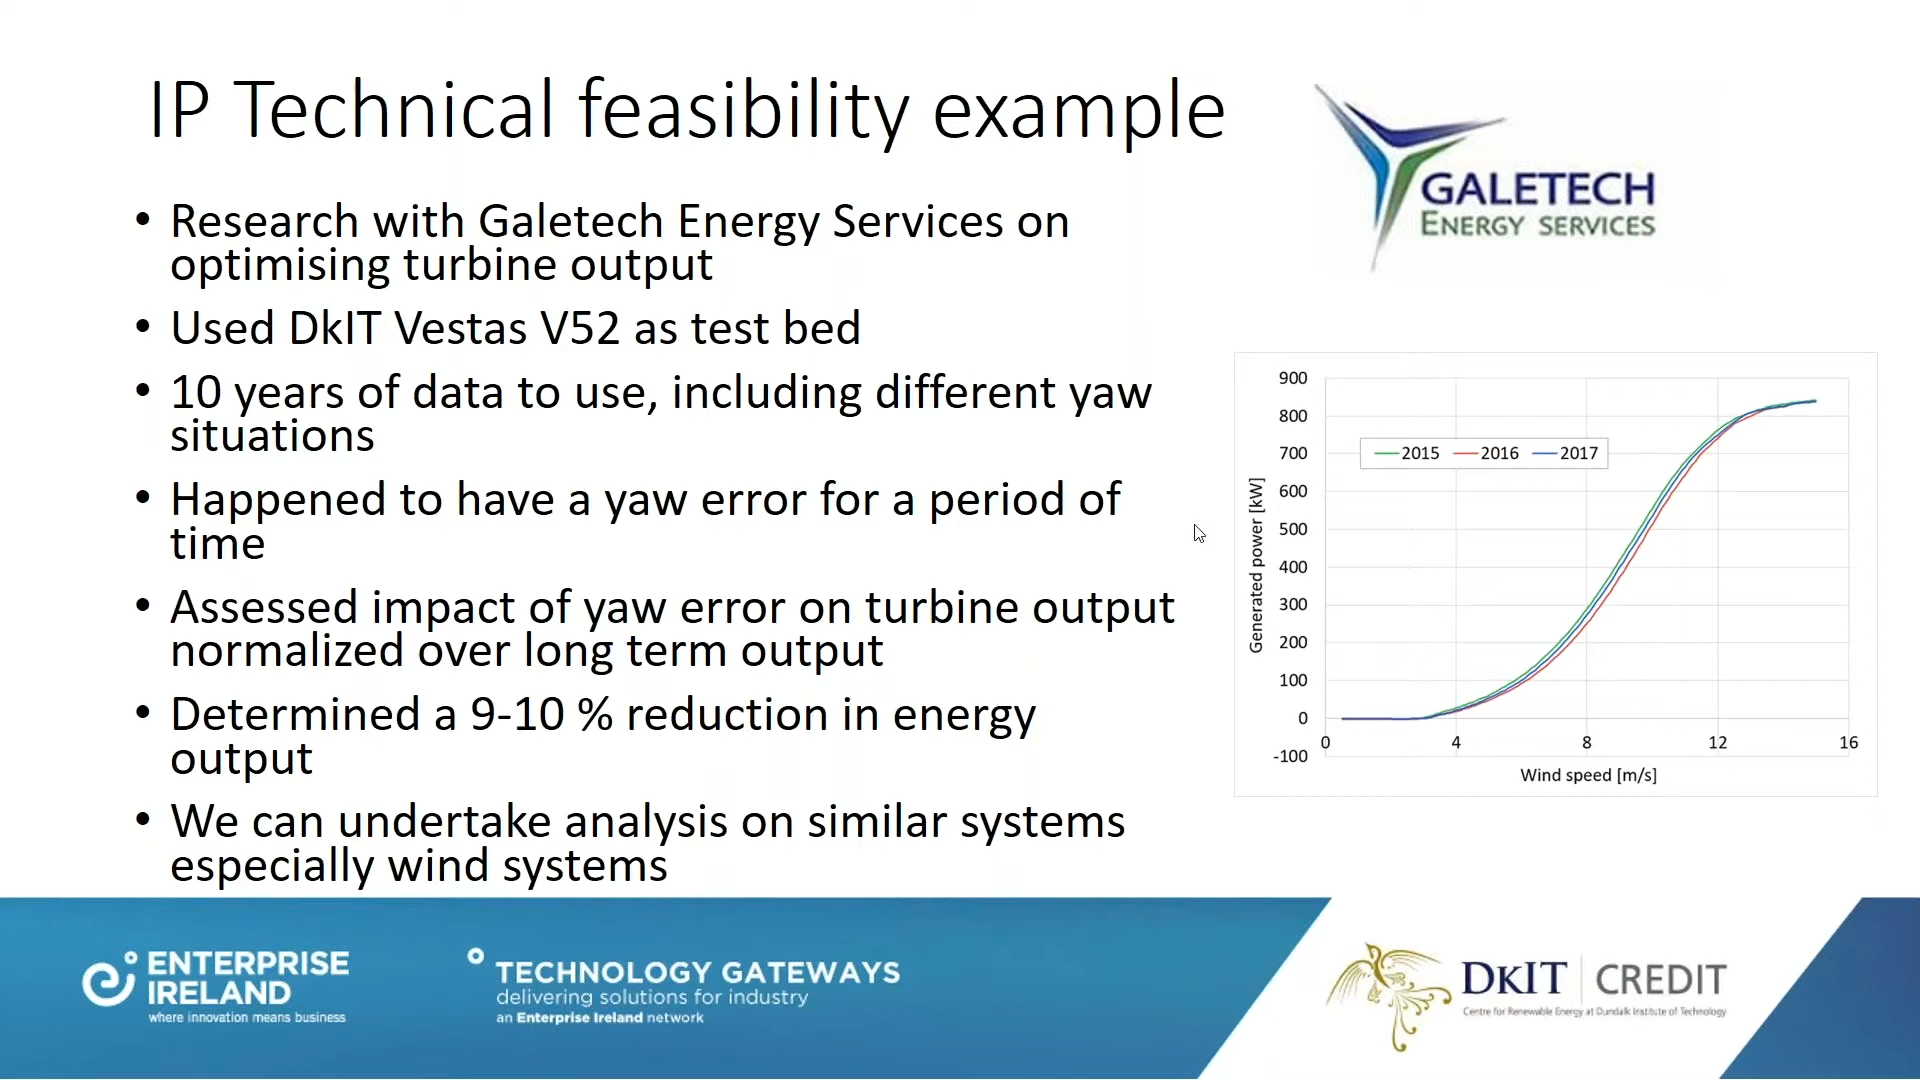 IP Technical feasibility example
GALETECH
ENERGY SERVICES
• Research with Galetech Energy Services on
optimising turbine output
• Used DkIT Vestas V52 as test bed
• 10 years of data to use, including different yaw
situations
• Happened to have a yaw error for a period of
time
• Assessed impact of yaw error on turbine output
normalized over long term output
• Determined a 9-10 % reduction in energy
output
• We can undertake analysis on similar systems
especially wind systems
900
800
700
600
500
400
300
200
100
0
-100
Generated power [kW]
2015 2016 2017
0 4 8 12 16
Wind speed [m/s]
ENTERPRISE
IRELAND
where innovation means business
TECHNOLOGY GATEWAYS
delivering solutions for industry
an Enterprise Ireland network
DkIT CREDIT
Centre for Renewable Energy at Dundalk Institute of Technology